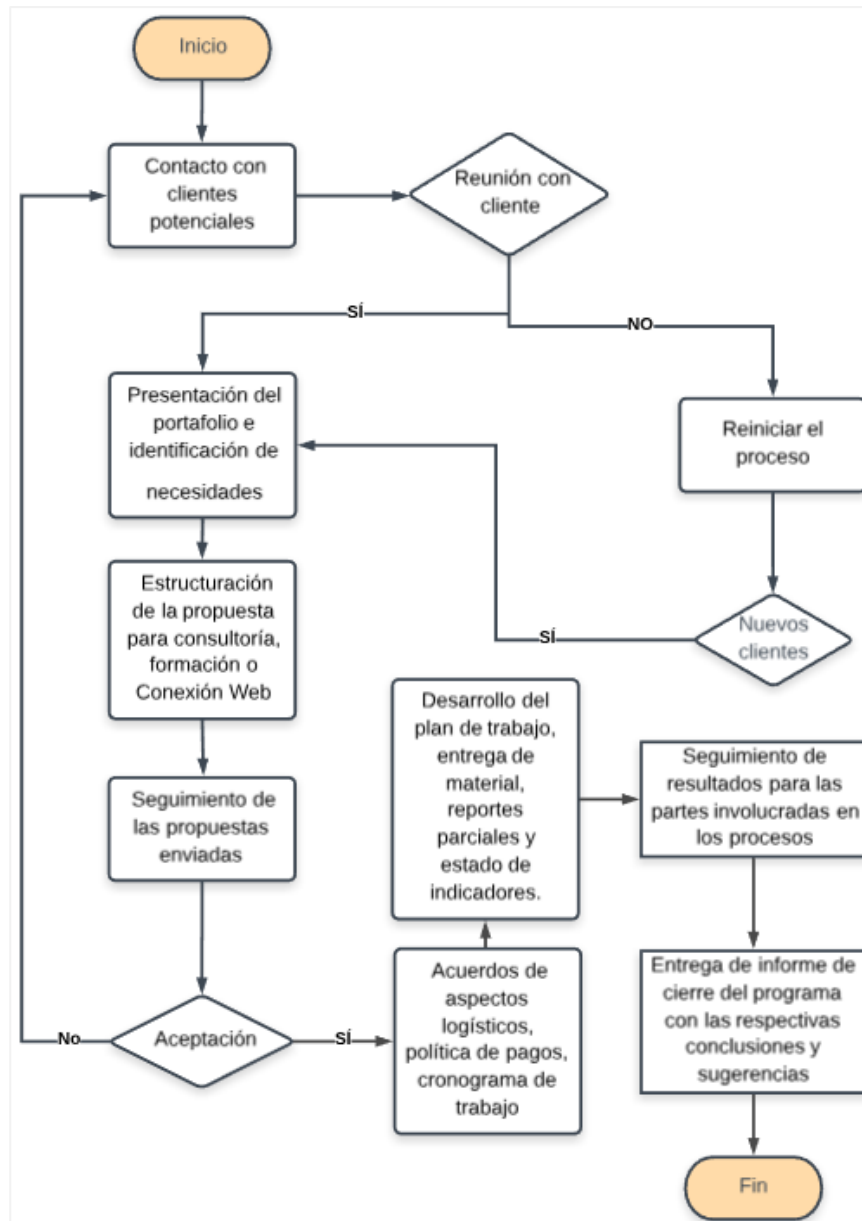 Inicio
Contacto con
clientes
potenciales
Reunión con
cliente
SÍ
NO
Presentación del
portafolio e
identificación de
necesidades
Reiniciar el
proceso
Estructuración
de la propuesta
para consultoría,
formación o
Conexión Web
SÍ
Nuevos
clientes
Seguimiento de
las propuestas
enviadas
Desarrollo del
plan de trabajo,
entrega de
material,
reportes
parciales y
estado de
indicadores.
Seguimiento de
resultados para las
partes involucradas en
los procesos
No
Aceptación
SÍ
Acuerdos de
aspectos
logísticos,
política de pagos,
cronograma de
trabajo
Entrega de informe de
cierre del programa
con las respectivas
conclusiones y
sugerencias
Fin